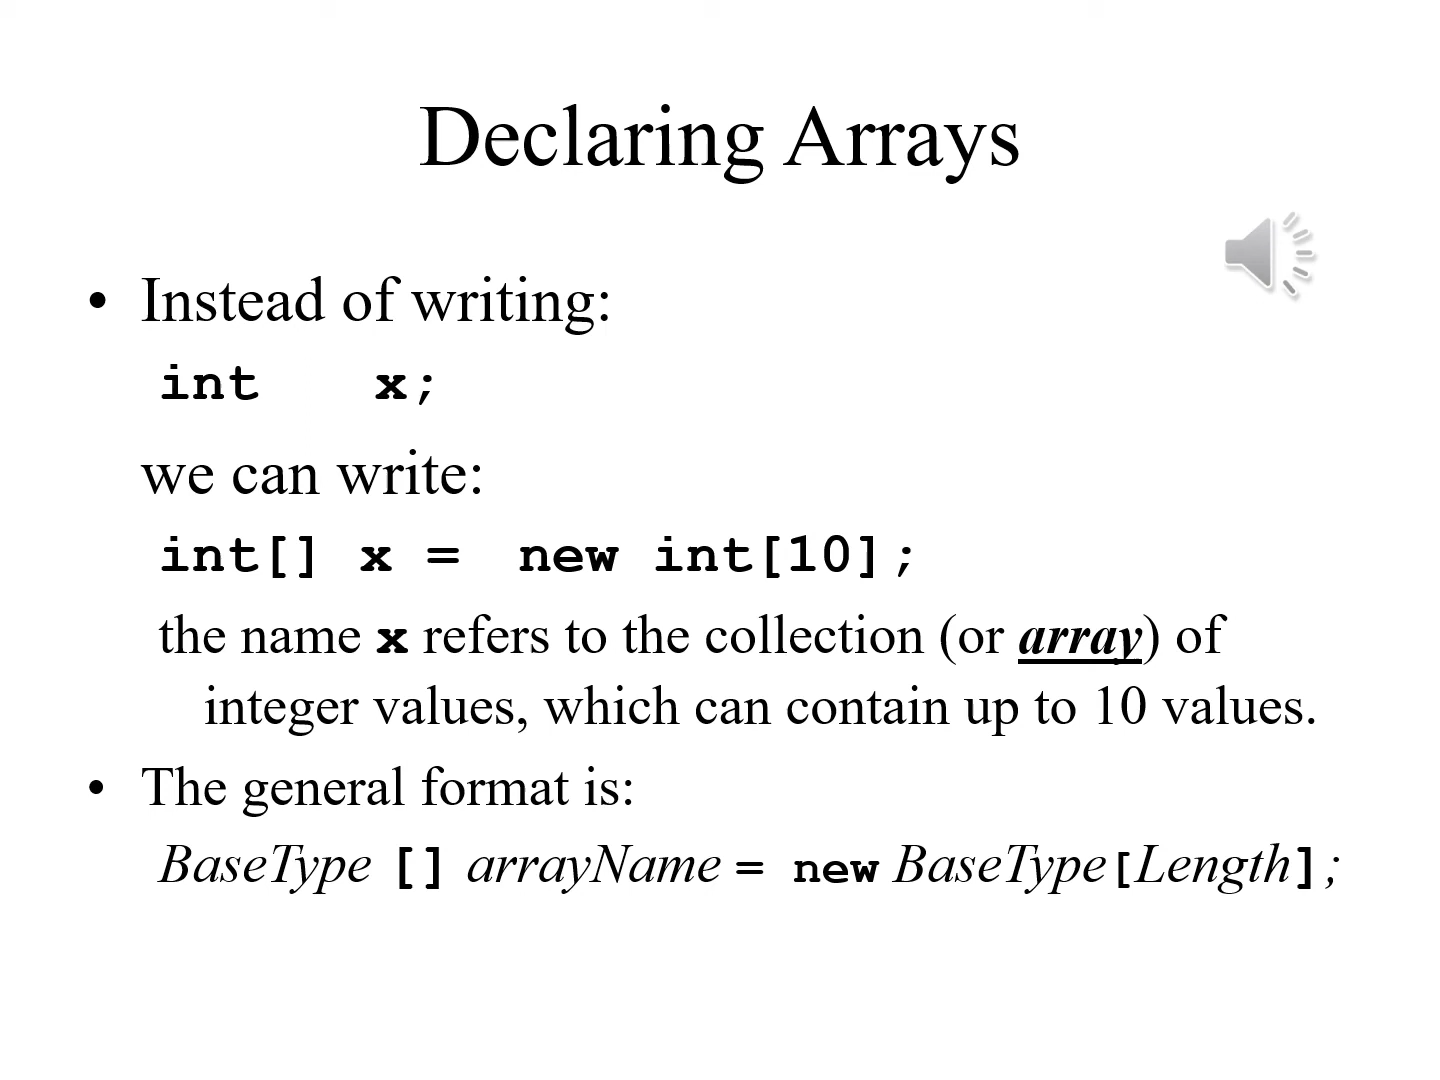 Declaring Arrays
• Instead of writing:
int x;
we can write:
int[] x = new int[10];
the name x refers to the collection (or array) of
integer values, which can contain up to 10 values.
• The general format is:
BaseType [] arrayName = new BaseType[Length];